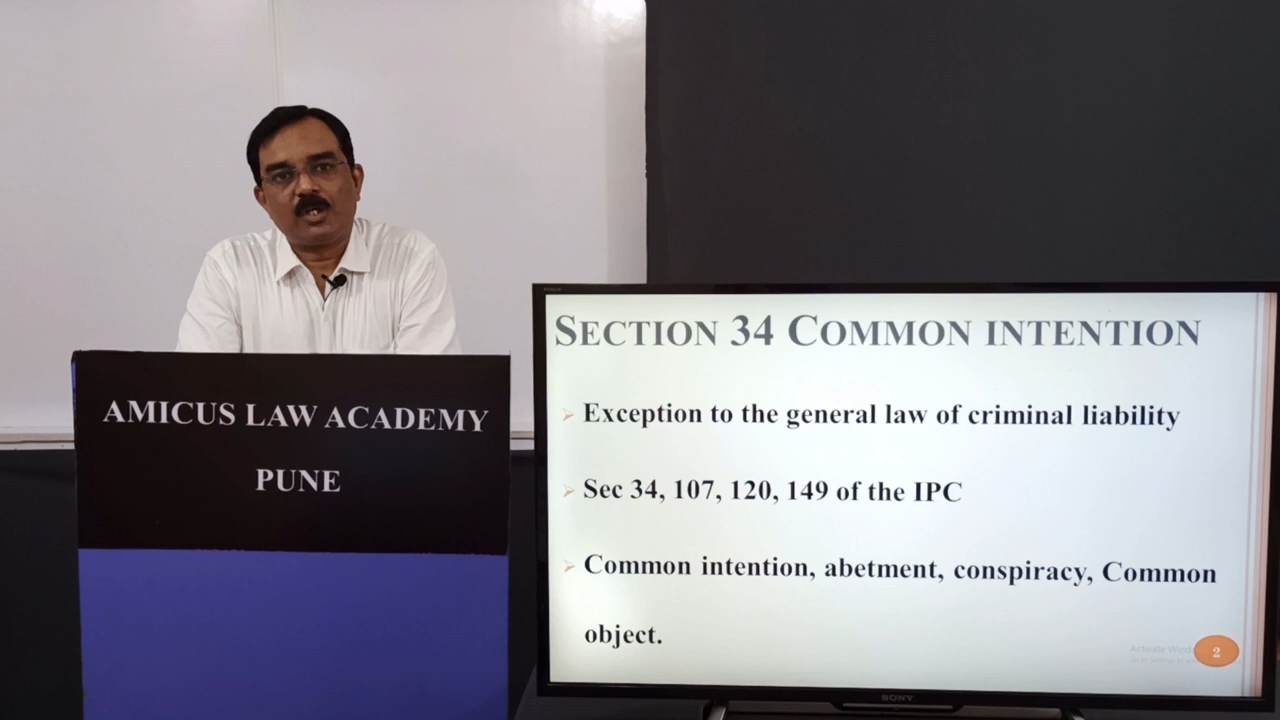 AMICUS LAW ACADEMY
PUNE
SECTION 34 COMMON INTENTION
Exception to the general law of criminal liability
Sec 34, 107, 120, 149 of the IPC
Common intention, abetment, conspiracy, Common
object.
Activate
2
SONY